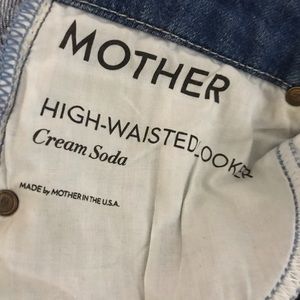 MOTHER
HIGH-WAISTED LOOKER
Cream Soda
MADE by MOTHER IN THE U.S.A.